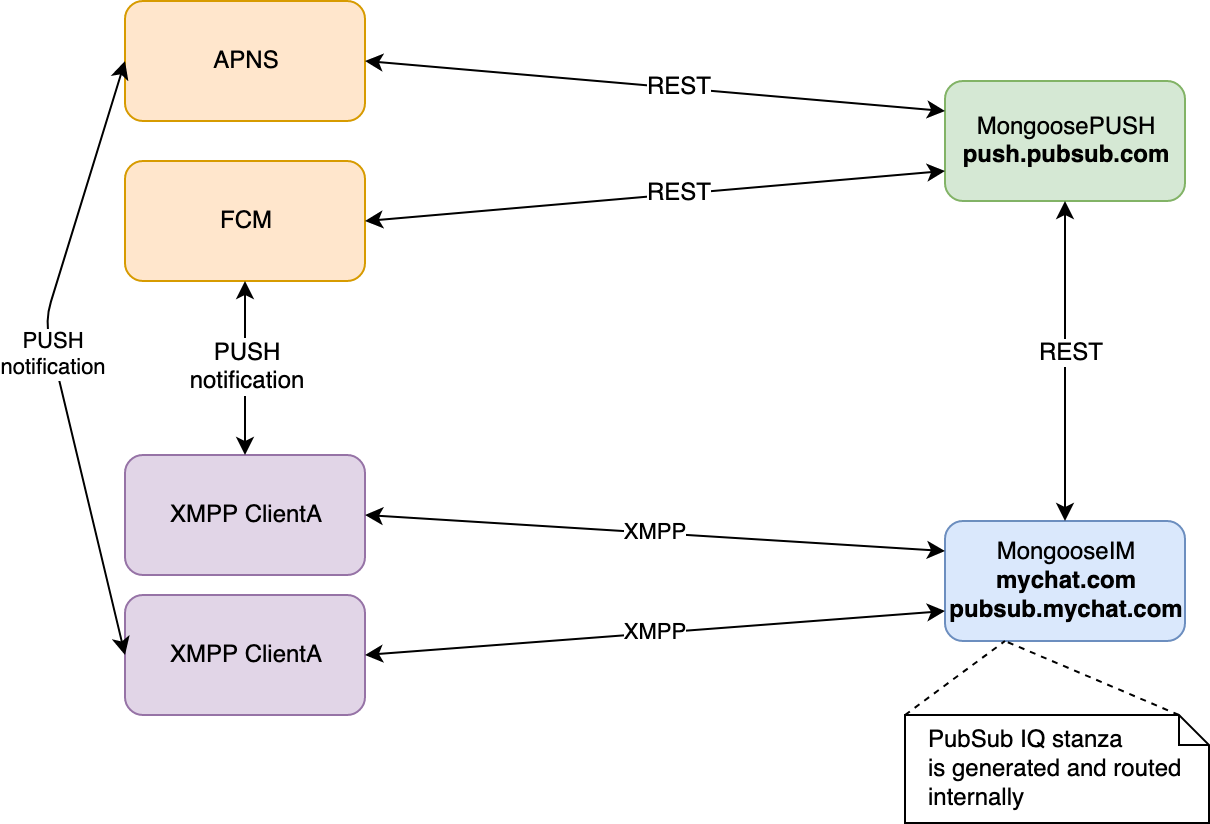 APNS
REST
MongoosePUSH
push.pubsub.com
FCM
REST
PUSH
notification
PUSH
notification
REST
XMPP ClientA
XMPP
MongooseIM
mychat.com
pubsub.mychat.com
XMPP ClientA
XMPP
PubSub IQ stanza
is generated and routed
internally